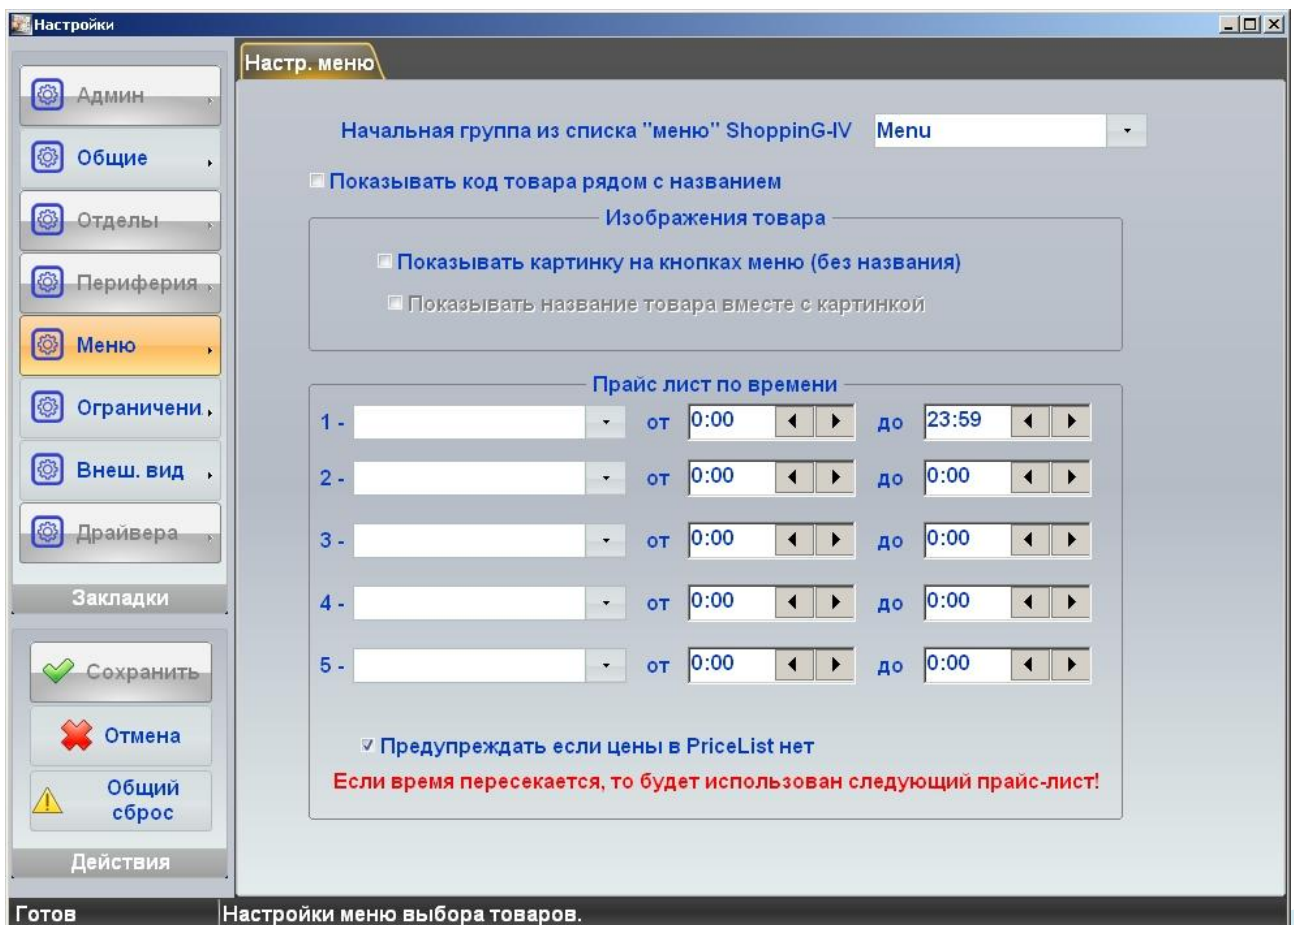 Настройки
Админ
Общие
Отделы
Периферия
Меню
Ограничени.
Внеш. вид
Драйвера
Закладки
Сохранить
Отмена
Общий
сброс
Действия
Настр. меню
Начальная группа из списка "меню" ShoppinG-IV Menu
Показывать код товара рядом с названием
Изображения товара
Показывать картинку на кнопках меню (без названия)
Показывать название товара вместе с картинкой
Прайс лист по времени
1 - от 0:00 до 23:59
2 - от 0:00 до 0:00
3 - от 0:00 до 0:00
4 - от 0:00 до 0:00
5 - от 0:00 до 0:00
Предупреждать если цены в PriceList нет
Если время пересекается, то будет использован следующий прайс-лист!
Готов Настройки меню выбора товаров.